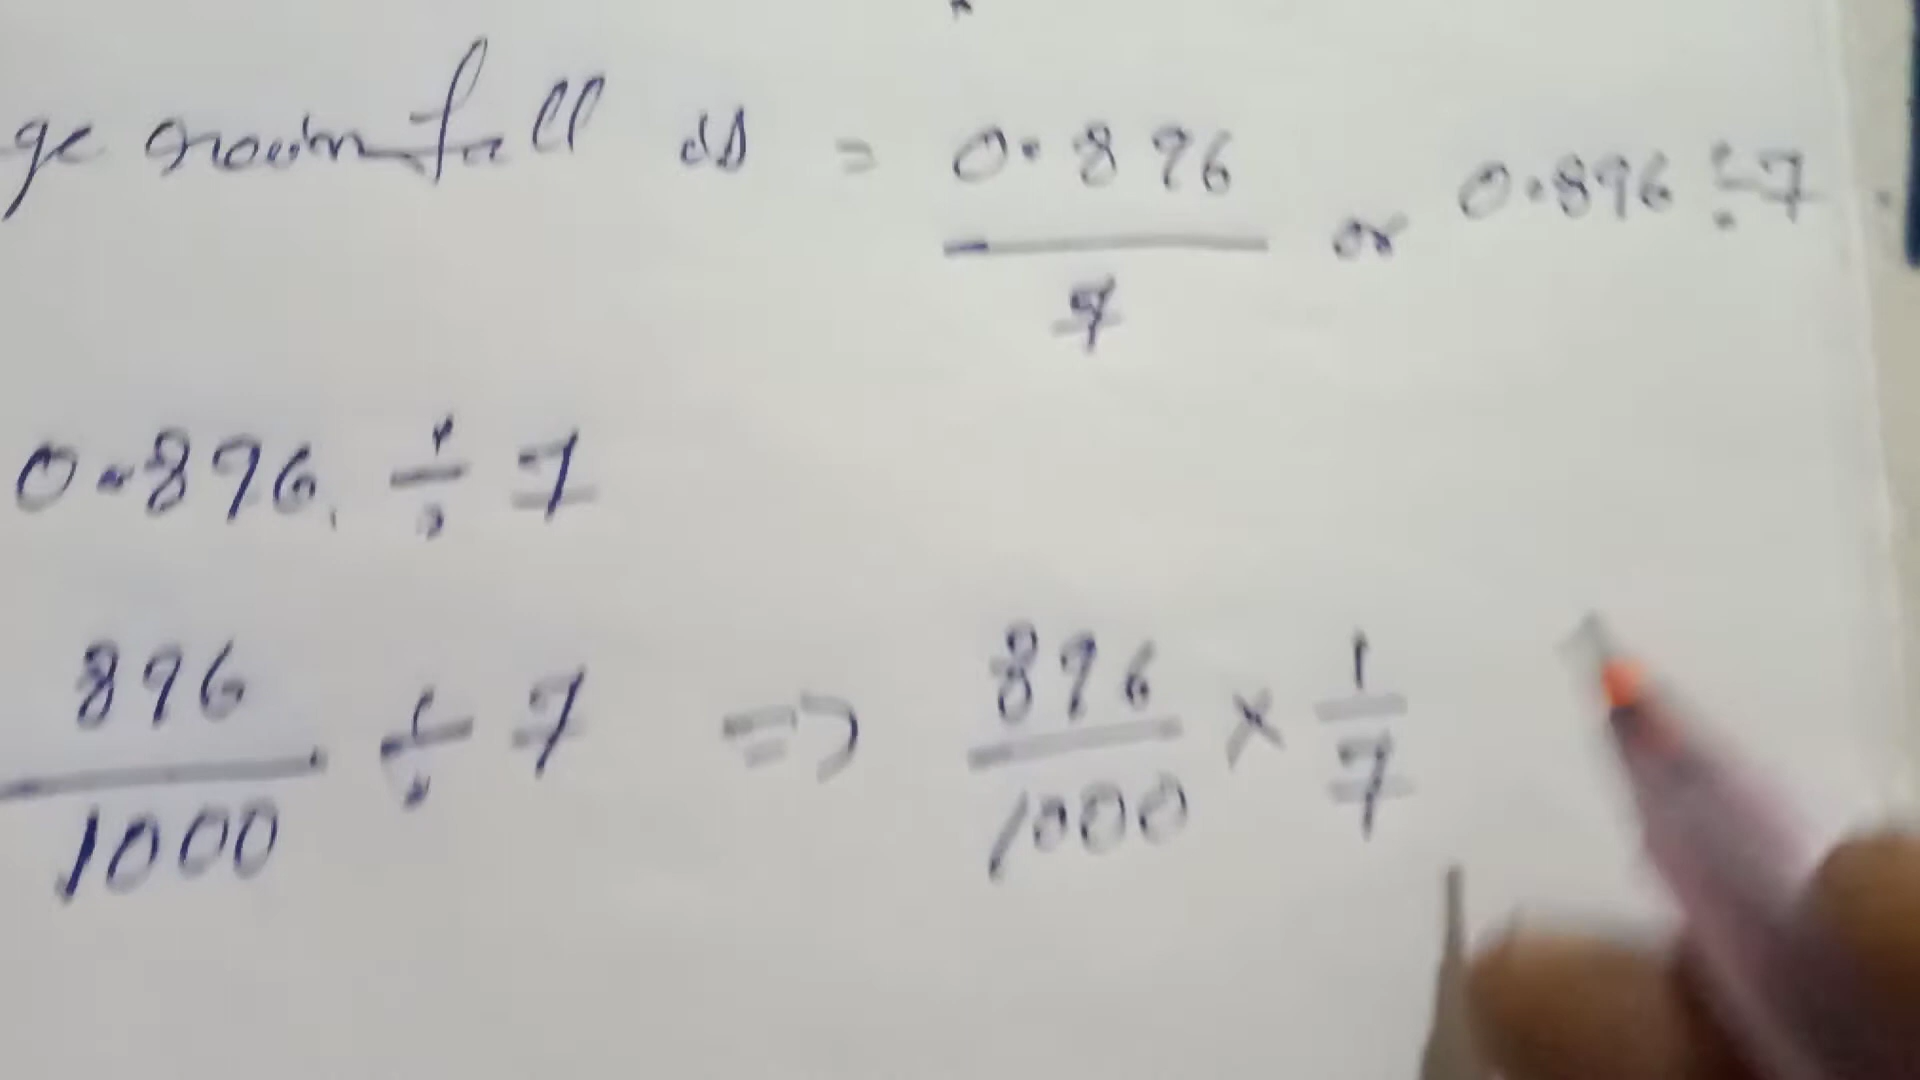 ge rainfall is = 0.896 / 7 or 0.896 ÷ 7
0.896 ÷ 7
896 / 1000 ÷ 7 => 896 / 1000 × 1 / 7